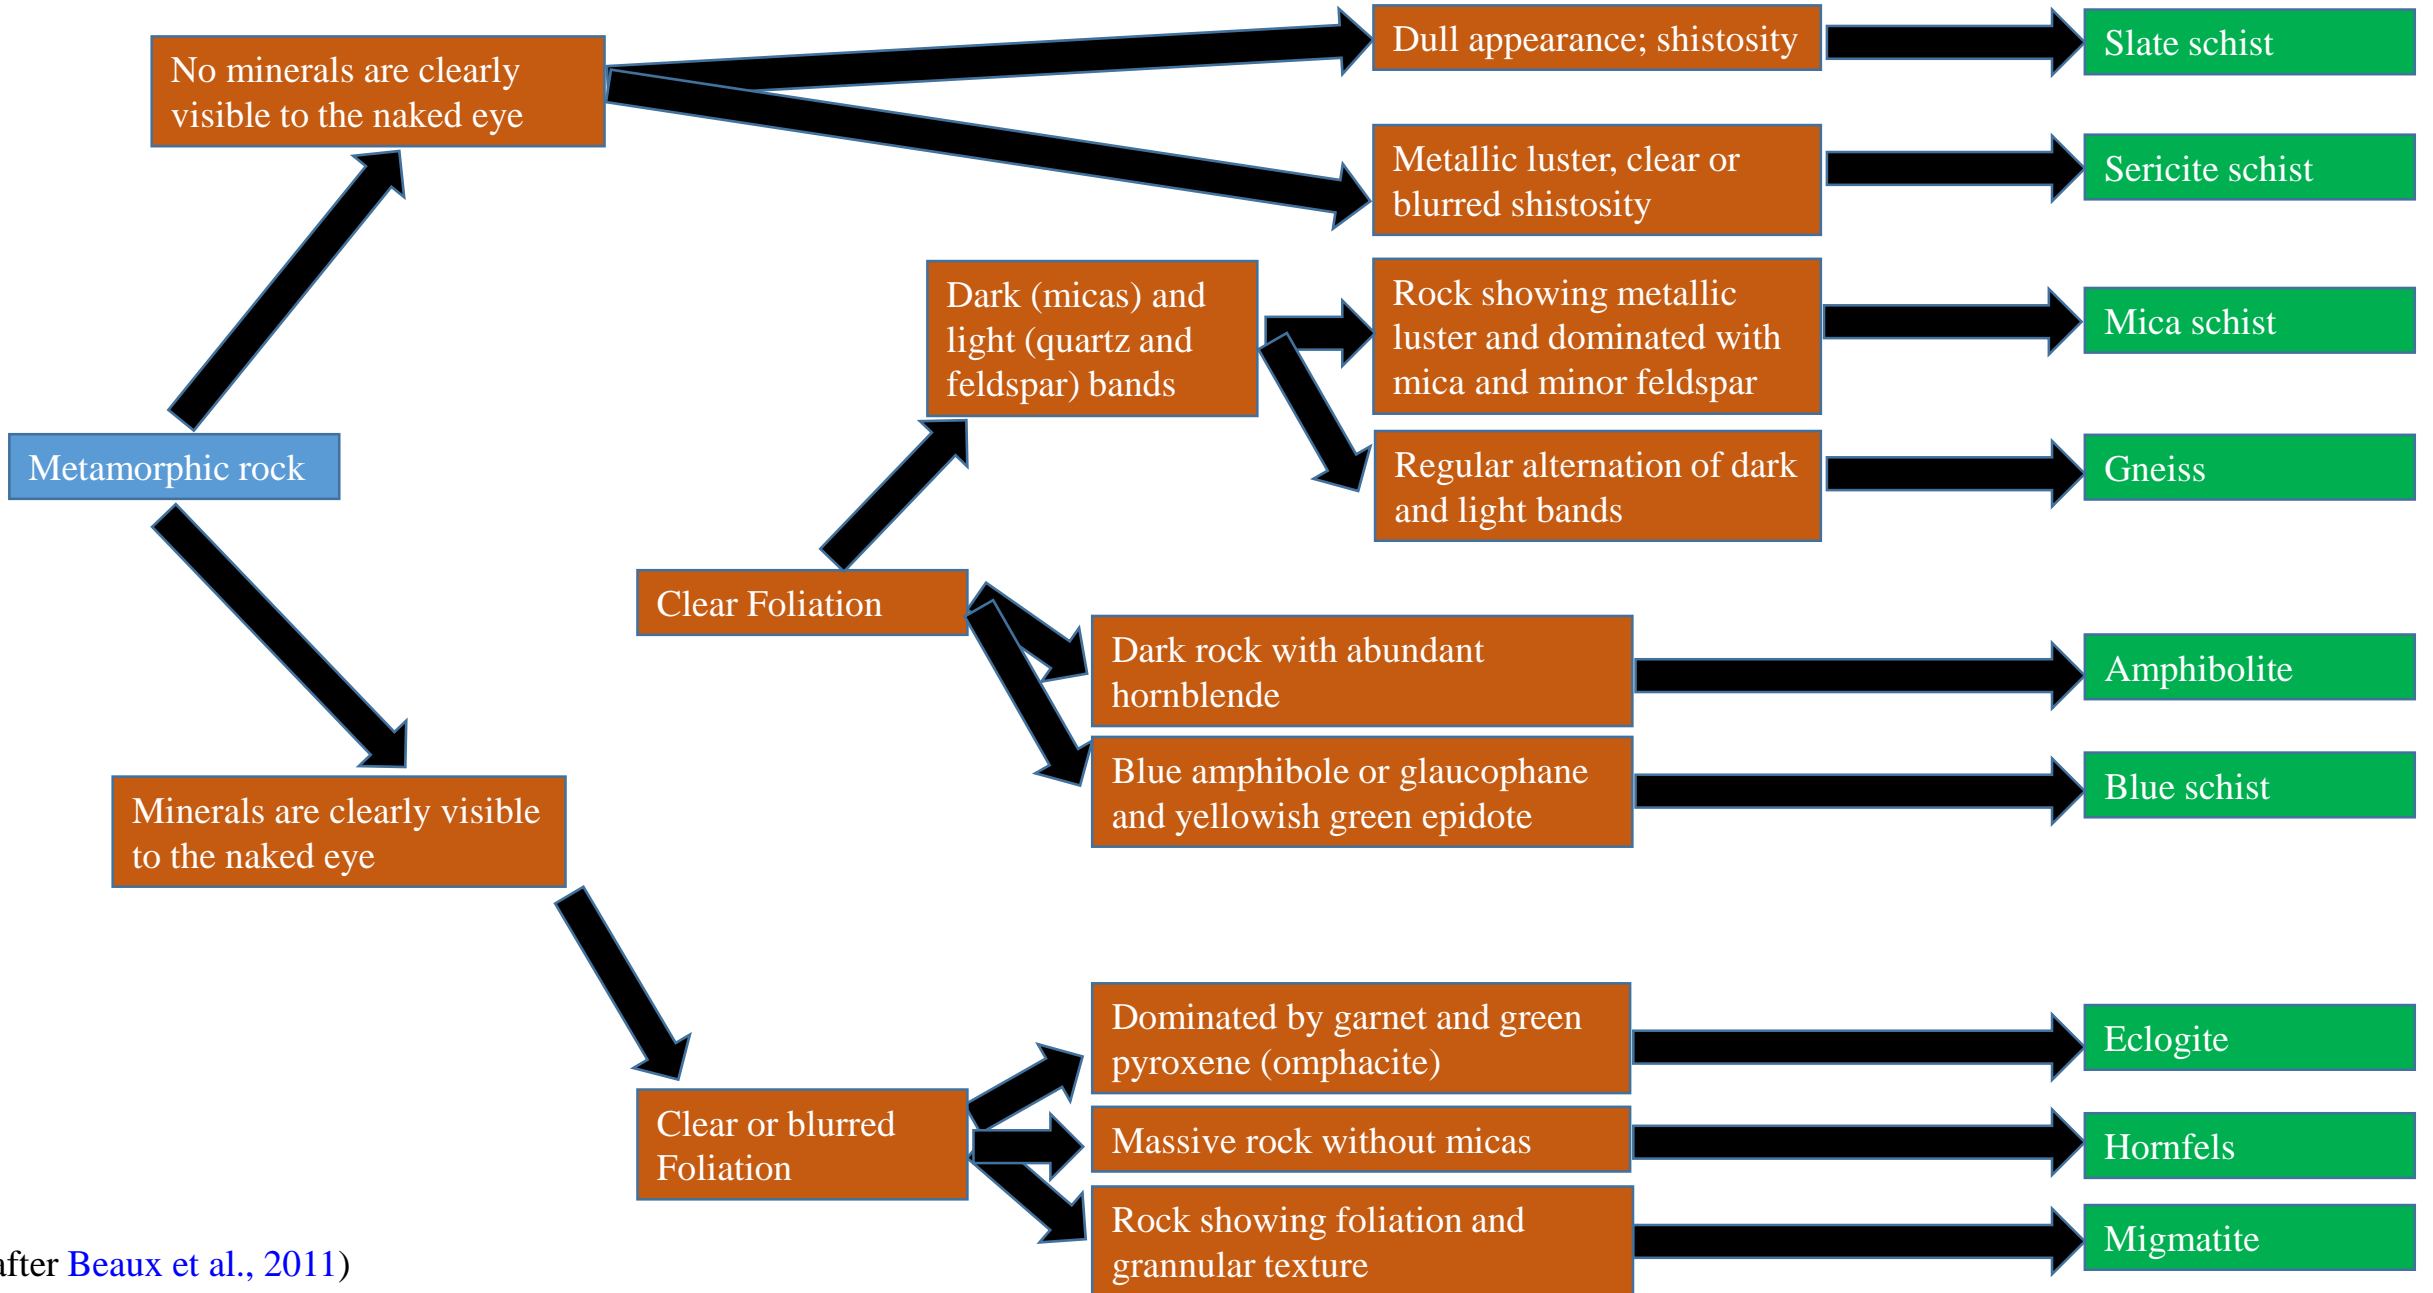 No minerals are clearly
visible to the naked eye
Dull appearance; shistosity
Slate schist
Metallic luster, clear or
blurred shistosity
Sericite schist
Dark (micas) and
light (quartz and
feldspar) bands
Rock showing metallic
luster and dominated with
mica and minor feldspar
Mica schist
Metamorphic rock
Regular alternation of dark
and light bands
Gneiss
Clear Foliation
Dark rock with abundant
hornblende
Amphibolite
Blue amphibole or glaucophane
and yellowish green epidote
Blue schist
Minerals are clearly visible
to the naked eye
Dominated by garnet and green
pyroxene (omphacite)
Eclogite
Clear or blurred
Foliation
Massive rock without micas
Hornfels
Rock showing foliation and
grannular texture
Migmatite
after Beaux et al., 2011)